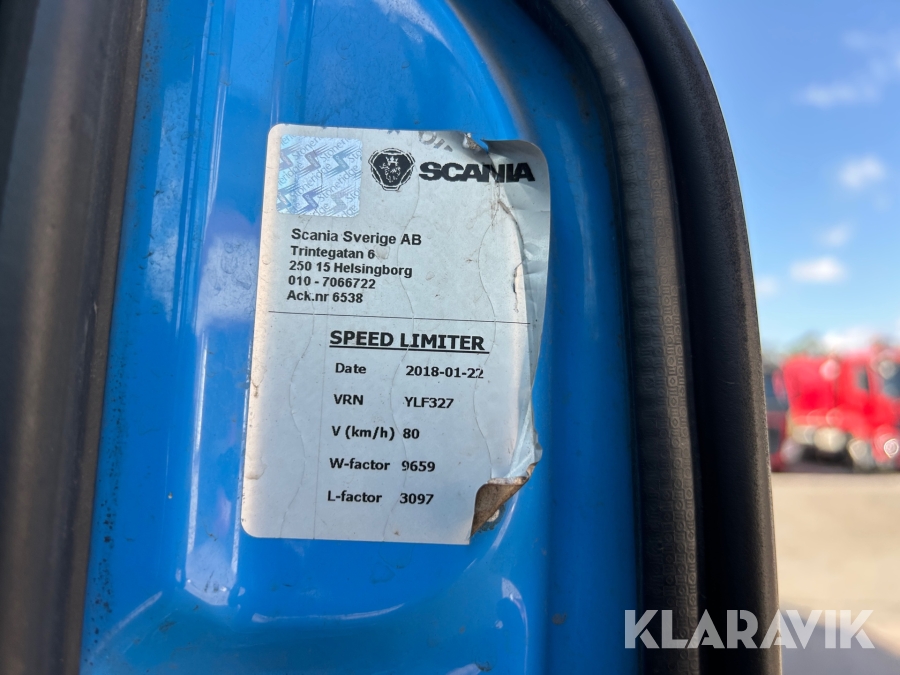 SCANIA
Scania Sverige AB
Trintegatan 6
250 15 Helsingborg
010 - 7066722
Ack.nr 6538
SPEED LIMITER
Date 2018-01-22
VRN YLF327
V (km/h) 80
W-factor 9659
L-factor 3097
KLARAVIK